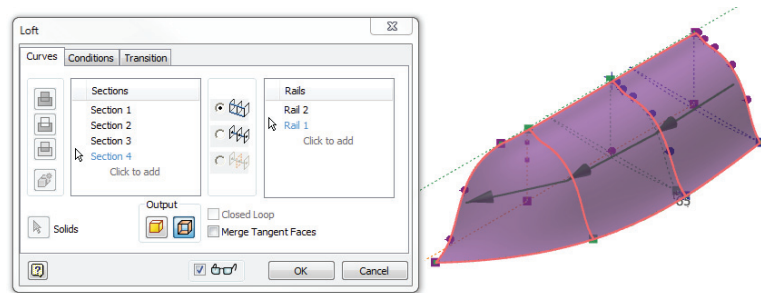 Loft
Curves Conditions Transition
Sections
Section 1
Section 2
Section 3
Section 4
Click to add
Rails
Rail 2
Rail 1
Click to add
Output
Solids
Closed Loop
Merge Tangent Faces
OK Cancel